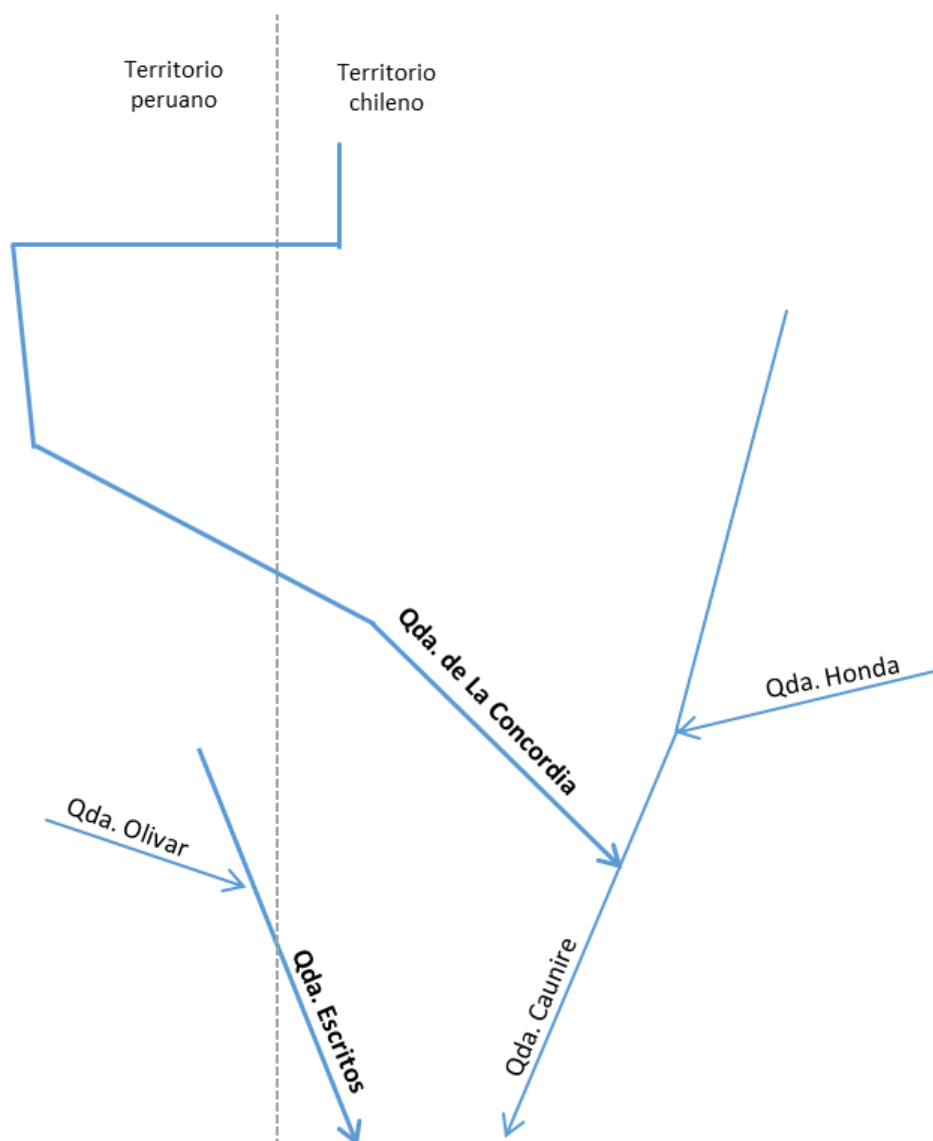 Territorio
peruano
Territorio
chileno
Qda. de La Concordia
Qda. Honda
Qda. Olivar
Qda. Escritos
Qda. Caunire